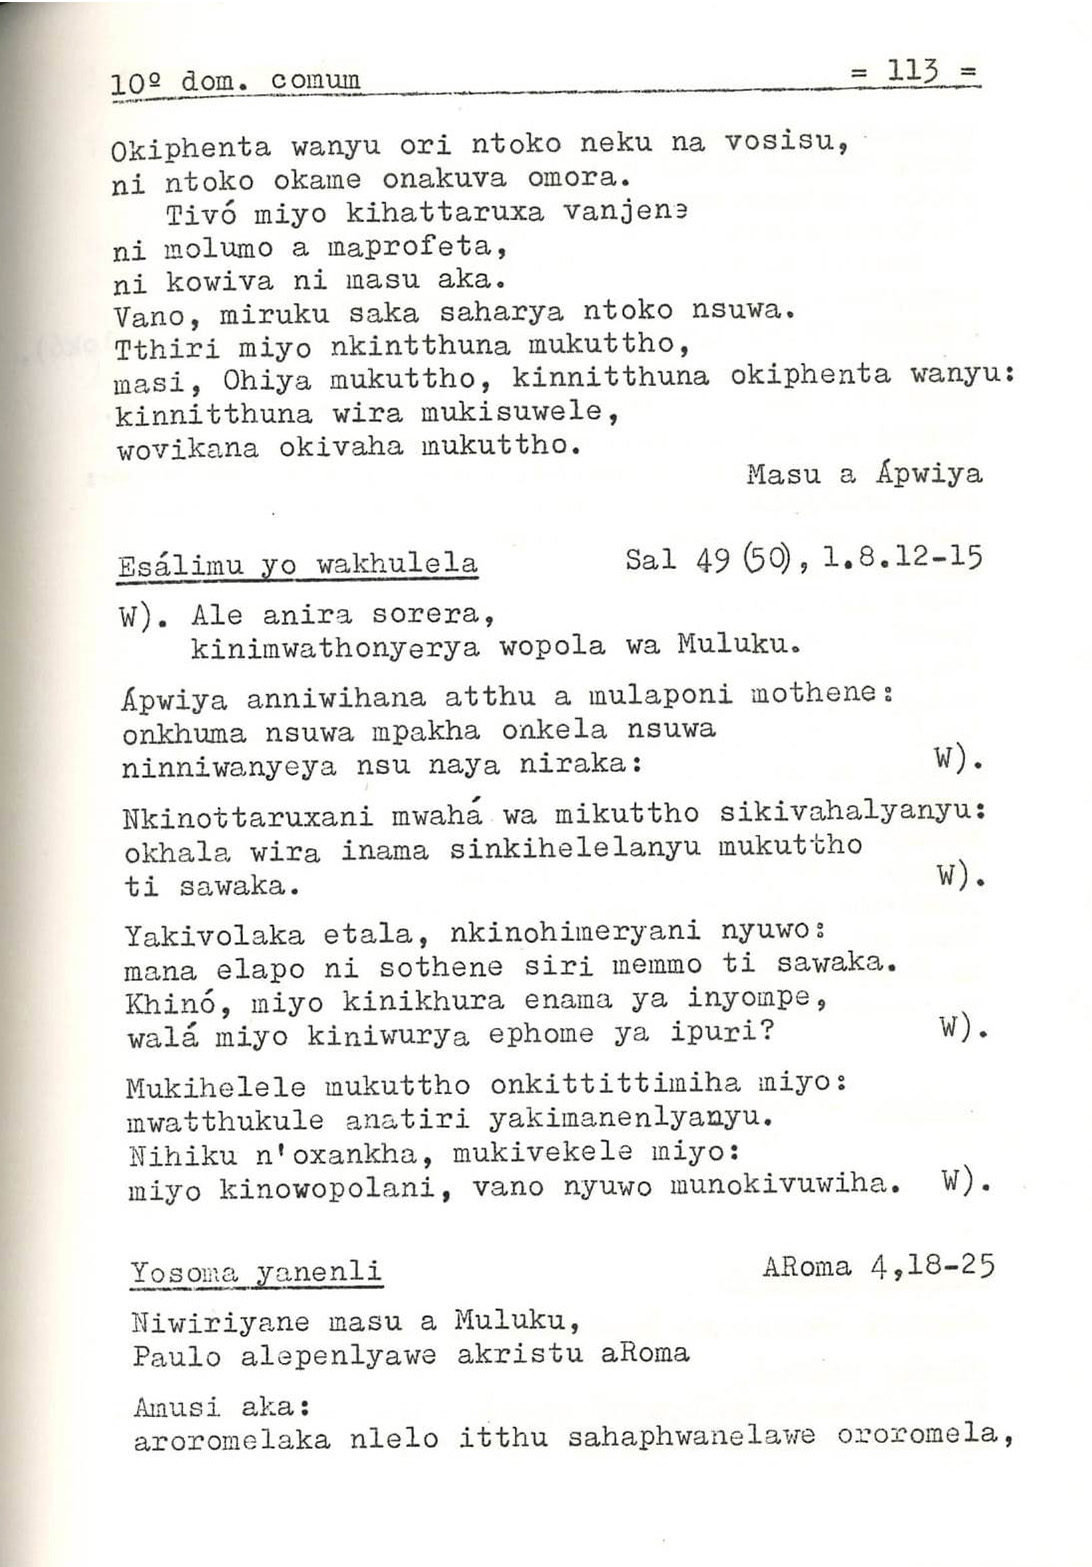 10º dom. comum = 113 =
Okiphenta wanyu ori ntoko neku na vosisu,
ni ntoko okame onakuva omora.
Tivó miyo kihattaruxa vanjene
ni molumo a maprofeta,
ni kowiva ni masu aka.
Vano, miruku saka saharya ntoko nsuwa.
Tthiri miyo nkintthuna mukuttho,
masi, Ohiya mukuttho, kinnitthuna okiphenta wanyu:
kinnitthuna wira mukisuwele,
wovikana okivaha mukuttho.
Masu a Ápwiya
Esálimu yo wakhulela Sal 49 (50), 1.8.12-15
W). Ale anira sorera,
kinimwathonyerya wopola wa Muluku.
Ápwiya anniwihana atthu a mulaponi mothene:
onkhuma nsuwa mpakha onkela nsuwa
ninniwanyeya nsu naya niraka: W).
Nkinottaruxani mwahá wa mikuttho sikivahalyanyu:
okhala wira inama sinkihelelanyu mukuttho
ti sawaka. W).
Yakivolaka etala, nkinohimeryani nyuwo:
mana elapo ni sothene siri memmo ti sawaka.
Khinó, miyo kinikhura enama ya inyompe,
walá miyo kiniwurya ephome ya ipuri? W).
Mukihelele mukuttho onkittittimiha miyo:
mwatthukule anatiri yakimanenlyanyu.
Nihiku n'oxankha, mukivekele miyo:
miyo kinowopolani, vano nyuwo munokivuwiha. W).
Yosoma yanenli ARoma 4,18-25
Niwiriyane masu a Muluku,
Paulo alepenlyawe akristu aRoma
Amusi aka:
aroromelaka nlelo itthu sahaphwanelawe ororomela,